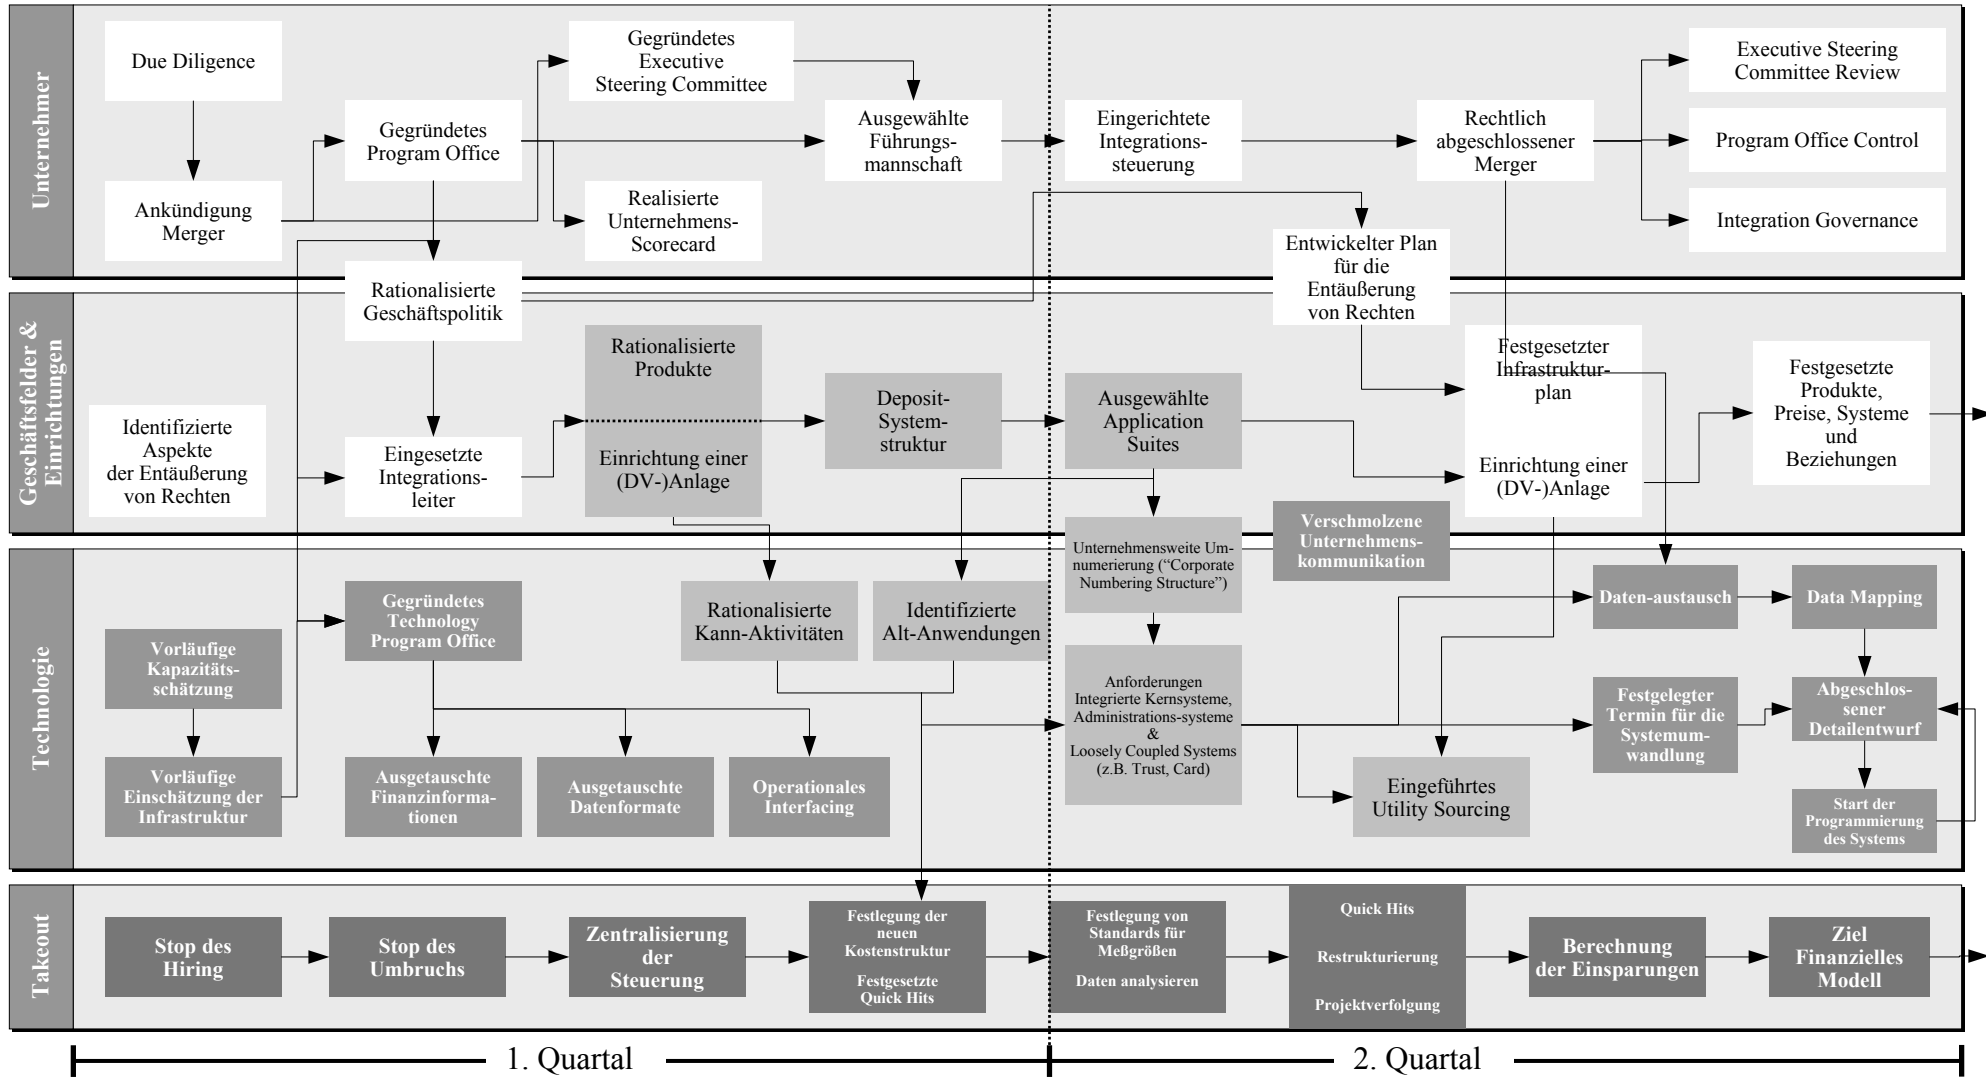 Unternehmer
Due Diligence
Ankündigung
Merger
Gegründetes
Program Office
Gegründetes
Executive
Steering Committee
Realisierte
Unternehmens-
Scorecard
Ausgewählte
Führungs-
mannschaft
Eingerichtete
Integrations-
steuerung
Rechtlich
abgeschlossener
Merger
Executive Steering
Committee Review
Program Office Control
Integration Governance
Entwickelter Plan
für die
Entäußerung
von Rechten
Rationalisierte
Geschäftspolitik
Geschäftsfelder &
Einrichtungen
Identifizierte
Aspekte
der Entäußerung
von Rechten
Eingesetzte
Integrations-
leiter
Rationalisierte
Produkte
Einrichtung einer
(DV-)Anlage
Deposit-
System-
struktur
Ausgewählte
Application
Suites
Festgesetzter
Infrastruktur-
plan
Einrichtung einer
(DV-)Anlage
Festgesetzte
Produkte,
Preise, Systeme
und
Beziehungen
Verschmolzene
Unternehmens-
kommunikation
Unternehmensweite Um-
numerierung (“Corporate
Numbering Structure”)
Technologie
Vorläufige
Kapazitäts-
schätzung
Vorläufige
Einschätzung der
Infrastruktur
Gegründetes
Technology
Program Office
Ausgetauschte
Finanzinforma-
tionen
Ausgetauschte
Datenformate
Operationales
Interfacing
Rationalisierte
Kann-Aktivitäten
Identifizierte
Alt-Anwendungen
Anforderungen
Integrierte Kernsysteme,
Administrations-systeme
&
Loosely Coupled Systems
(z.B. Trust, Card)
Eingeführtes
Utility Sourcing
Daten-austausch
Data Mapping
Festgelegter
Termin für die
Systemum-
wandlung
Abgeschlos-
sener
Detailentwurf
Start der
Programmierung
des Systems
Takeout
Stop des
Hiring
Stop des
Umbruchs
Zentralisierung
der
Steuerung
Festlegung der
neuen
Kostenstruktur
Festgesetzte
Quick Hits
Festlegung von
Standards für
Meßgrößen
Daten analysieren
Quick Hits
Restrukturierung
Projektverfolgung
Berechnung
der Einsparungen
Ziel
Finanzielles
Modell
1. Quartal
2. Quartal